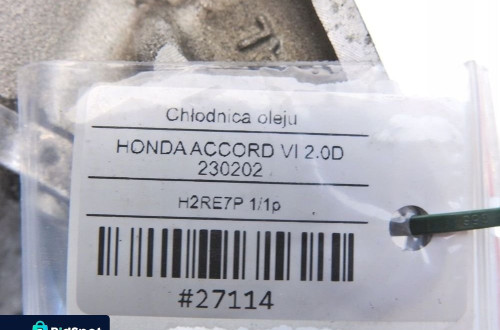 Chłodnica oleju
HONDA ACCORD VI 2.0D
230202
H2RE7P 1/1p
#27114